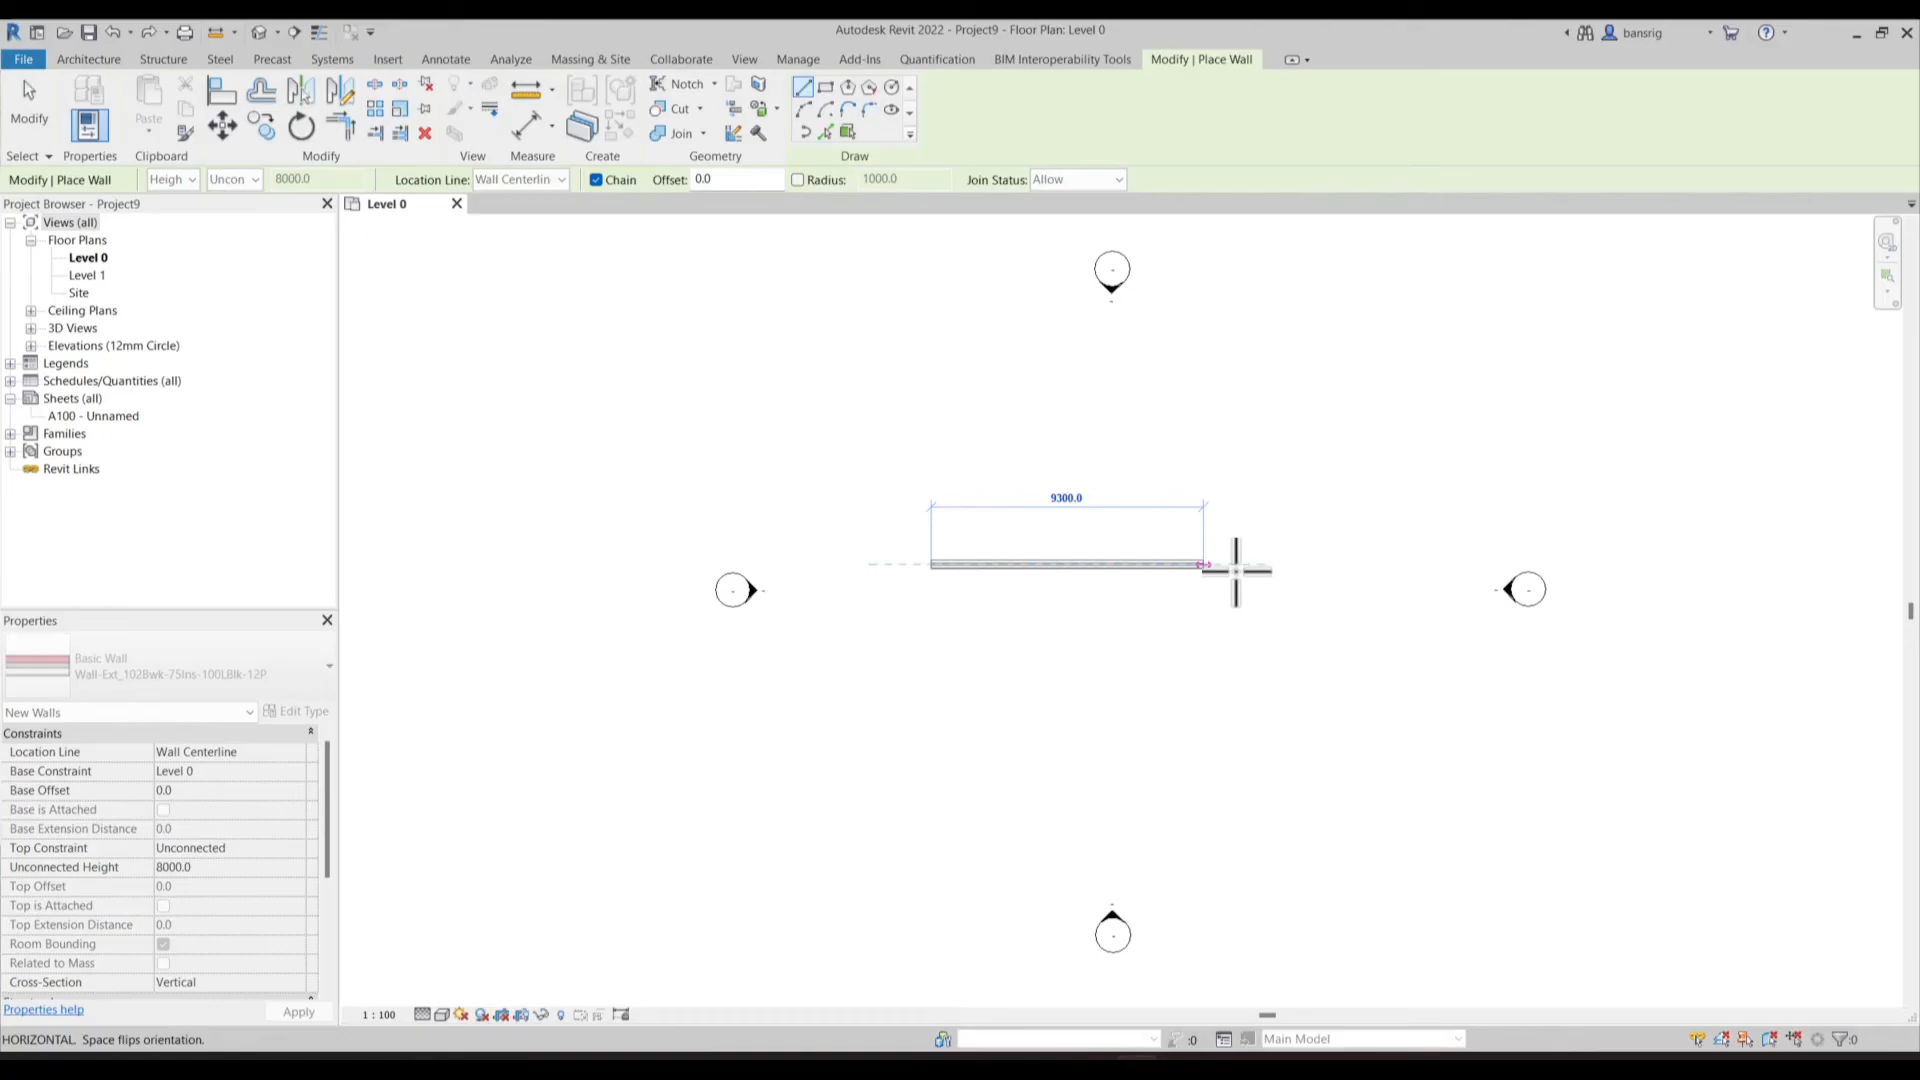 Autodesk Revit 2022 - Project9 - Floor Plan: Level 0
bansrig
File Architecture Structure Steel Precast Systems Insert Annotate Analyze Massing & Site Collaborate View Manage Add-Ins Quantification BIM Interoperability Tools Modify | Place Wall
Modify
Paste
Notch
Cut
Join
Select Properties Clipboard Modify View Measure Create Geometry Draw
Modify | Place Wall Heigh Uncon 8000.0 Location Line: Wall Centerlin Chain Offset: 0.0 Radius: 1000.0 Join Status: Allow
Project Browser - Project9
Level 0
Views (all)
Floor Plans
Level 0
Level 1
Site
Ceiling Plans
3D Views
Elevations (12mm Circle)
Legends
Schedules/Quantities (all)
Sheets (all)
A100 - Unnamed
Families
Groups
Revit Links
9300.0
Properties
Basic Wall
Wall-Ext_102Bwk-75Ins-100LBlk-12P
New Walls Edit Type
Constraints
Location Line Wall Centerline
Base Constraint Level 0
Base Offset 0.0
Base is Attached
Base Extension Distance 0.0
Top Constraint Unconnected
Unconnected Height 8000.0
Top Offset 0.0
Top is Attached
Top Extension Distance 0.0
Room Bounding
Related to Mass
Cross-Section Vertical
Properties help Apply
1 : 100
HORIZONTAL. Space flips orientation.
:0
Main Model
:0